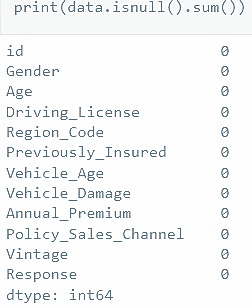 print(data.isnull().sum())
id 0
Gender 0
Age 0
Driving_License 0
Region_Code 0
Previously_Insured 0
Vehicle_Age 0
Vehicle_Damage 0
Annual_Premium 0
Policy_Sales_Channel 0
Vintage 0
Response 0
dtype: int64